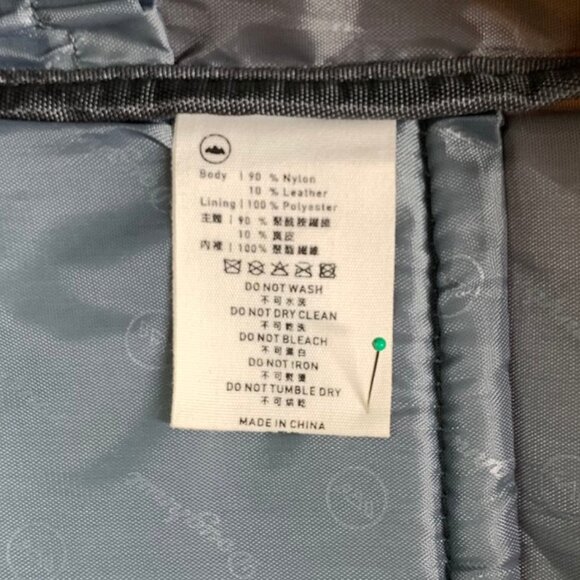 Body | 90 % Nylon
10 % Leather
Lining | 100 % Polyester
主體 | 90 % 聚醯胺纖維
10 % 真皮
內裡 | 100% 聚酯纖維
DO NOT WASH
不可水洗
DO NOT DRY CLEAN
不可乾洗
DO NOT BLEACH
不可漂白
DO NOT IRON
不可熨燙
DO NOT TUMBLE DRY
不可烘乾
MADE IN CHINA